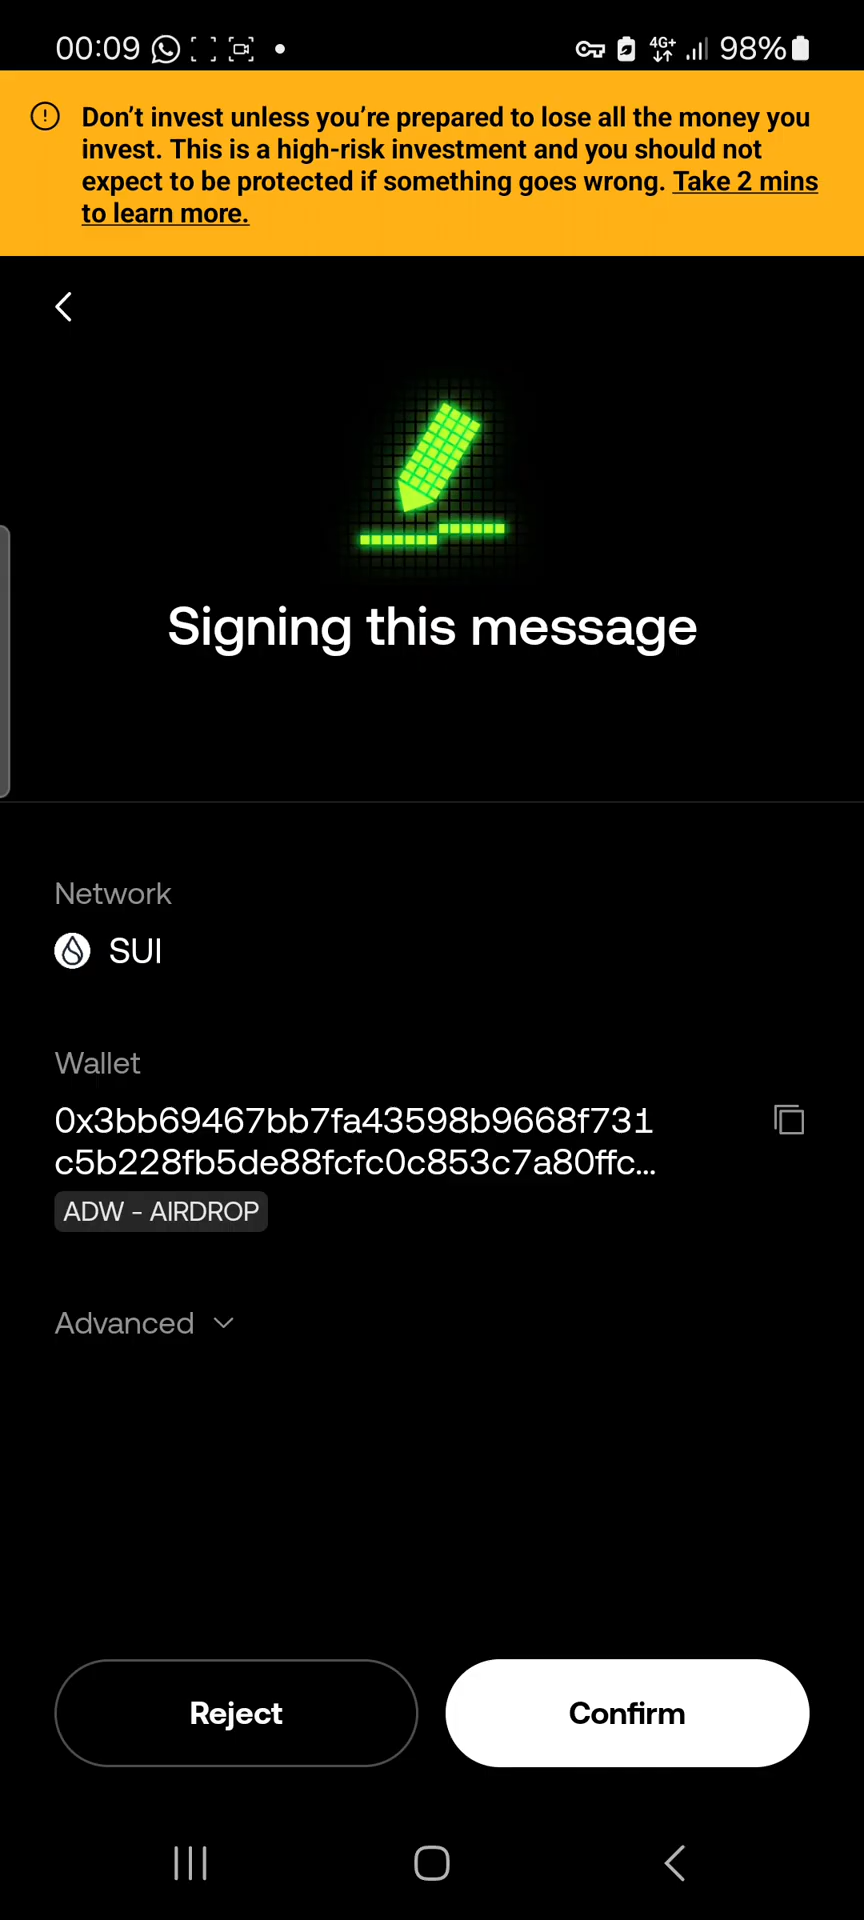 00:09 4G+ 98%
Don’t invest unless you’re prepared to lose all the money you
invest. This is a high-risk investment and you should not
expect to be protected if something goes wrong. Take 2 mins
to learn more.
Signing this message
Network
SUI
Wallet
0x3bb69467bb7fa43598b9668f731
c5b228fb5de88fcfc0c853c7a80ffc...
ADW - AIRDROP
Advanced
Reject Confirm